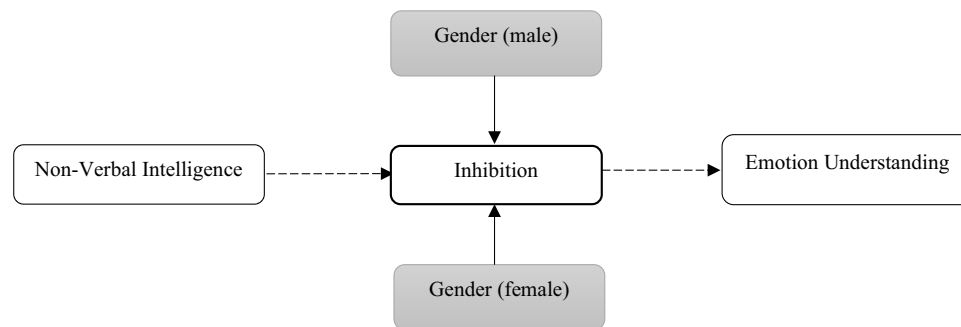 Gender (male)
Non-Verbal Intelligence
Inhibition
Emotion Understanding
Gender (female)